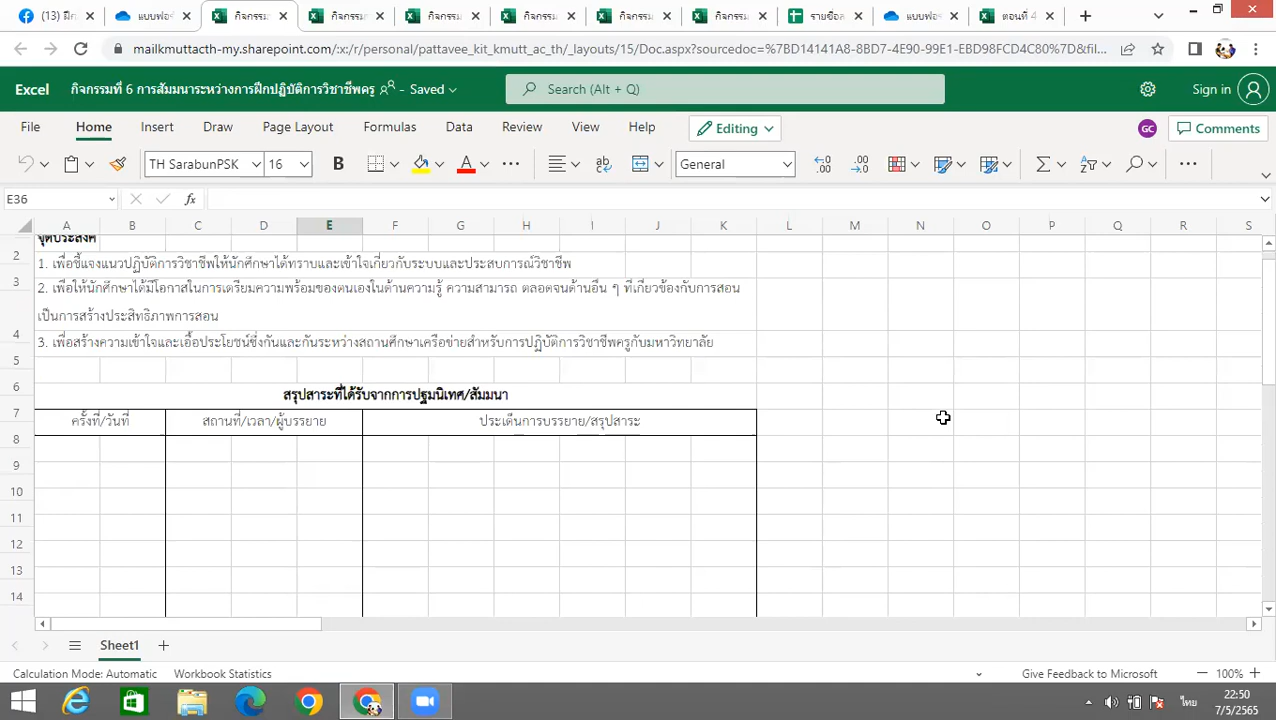 (13) ฝึก
แบบฟอร์
กิจกรรม
กิจกรรม
กิจกรรม
กิจกรรม
กิจกรรม
กิจกรรม
รายชื่อส
แบบฟอ
ตอนที่ 4
mailkmuttacth-my.sharepoint.com/:x:/r/personal/pattavee_kit_kmutt_ac_th/_layouts/15/Doc.aspx?sourcedoc=%7BD14141A8-8BD7-4E90-99E1-EBD98FCD4C80%7D&fil...
Excel กิจกรรมที่ 6 การสัมมนาระหว่างการฝึกปฏิบัติการวิชาชีพครู - Saved Search (Alt + Q) Sign in
File Home Insert Draw Page Layout Formulas Data Review View Help Editing GC Comments
TH SarabunPSK 16 B A ... General
E36 fx
A B C D E F G H I J K L M N O P Q R S
จุดประสงค์
2 1. เพื่อชี้แจงแนวปฏิบัติการวิชาชีพให้นักศึกษาได้ทราบและเข้าใจเกี่ยวกับระบบและประสบการณ์วิชาชีพ
3 2. เพื่อให้นักศึกษาได้มีโอกาสในการเตรียมความพร้อมของตนเองในด้านความรู้ ความสามารถ ตลอดจนด้านอื่น ๆ ที่เกี่ยวข้องกับการสอน
เป็นการสร้างประสิทธิภาพการสอน
4 3. เพื่อสร้างความเข้าใจและเอื้อประโยชน์ซึ่งกันและกันระหว่างสถานศึกษาเครือข่ายสำหรับการปฏิบัติการวิชาชีพครูกับมหาวิทยาลัย
5
6 สรุปสาระที่ได้รับจากการปฐมนิเทศ/สัมมนา
7 ครั้งที่/วันที่ สถานที่/เวลา/ผู้บรรยาย ประเด็นการบรรยาย/สรุปสาระ
8
9
10
11
12
13
14
Sheet1
Calculation Mode: Automatic Workbook Statistics Give Feedback to Microsoft 100%
ไทย
22:50
7/5/2565